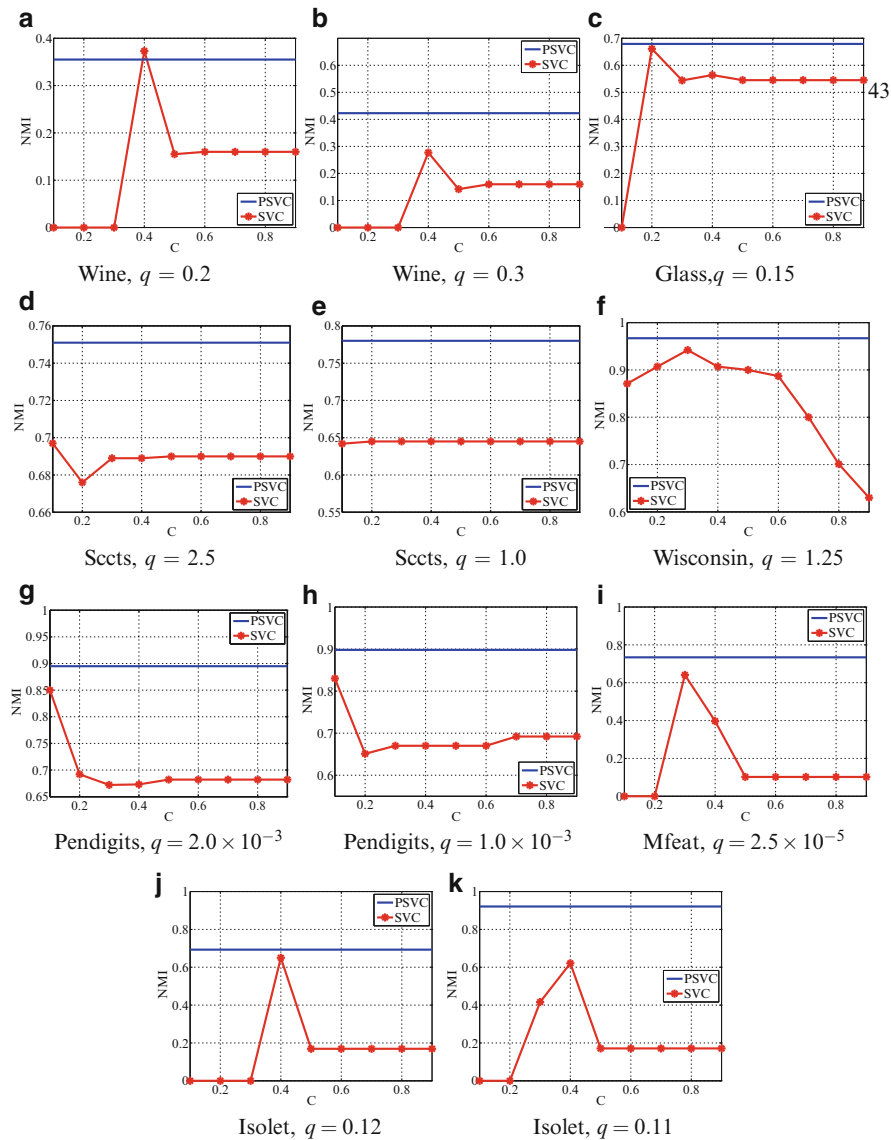 a
0.4
0.3
0.2
0.1
0
NMI
0.2 0.4 0.6 0.8
C
PSVC
SVC
Wine, q = 0.2
b
0.6
0.5
0.4
0.3
0.2
0.1
0
NMI
0.2 0.4 0.6 0.8
C
PSVC
SVC
Wine, q = 0.3
c
0.7
0.6
0.5
0.4
0.3
0.2
0.1
0
NMI
0.2 0.4 0.6 0.8
C
PSVC
SVC
Glass,q = 0.15
43
d
0.76
0.74
0.72
0.7
0.68
0.66
NMI
0.2 0.4 0.6 0.8
C
PSVC
SVC
Sccts, q = 2.5
e
0.8
0.75
0.7
0.65
0.6
0.55
NMI
0.2 0.4 0.6 0.8
C
PSVC
SVC
Sccts, q = 1.0
f
1
0.9
0.8
0.7
0.6
NMI
0.2 0.4 0.6 0.8
C
PSVC
SVC
Wisconsin, q = 1.25
g
1
0.95
0.9
0.85
0.8
0.75
0.7
0.65
NMI
0.2 0.4 0.6 0.8
C
PSVC
SVC
Pendigits, q = 2.0 × 10⁻³
h
1
0.9
0.8
0.7
0.6
NMI
0.2 0.4 0.6 0.8
C
PSVC
SVC
Pendigits, q = 1.0 × 10⁻³
i
1
0.8
0.6
0.4
0.2
0
NMI
0.2 0.4 0.6 0.8
C
PSVC
SVC
Mfeat, q = 2.5 × 10⁻⁵
j
1
0.8
0.6
0.4
0.2
0
NMI
0.2 0.4 0.6 0.8
C
PSVC
SVC
Isolet, q = 0.12
k
1
0.8
0.6
0.4
0.2
0
NMI
0.2 0.4 0.6 0.8
C
PSVC
SVC
Isolet, q = 0.11